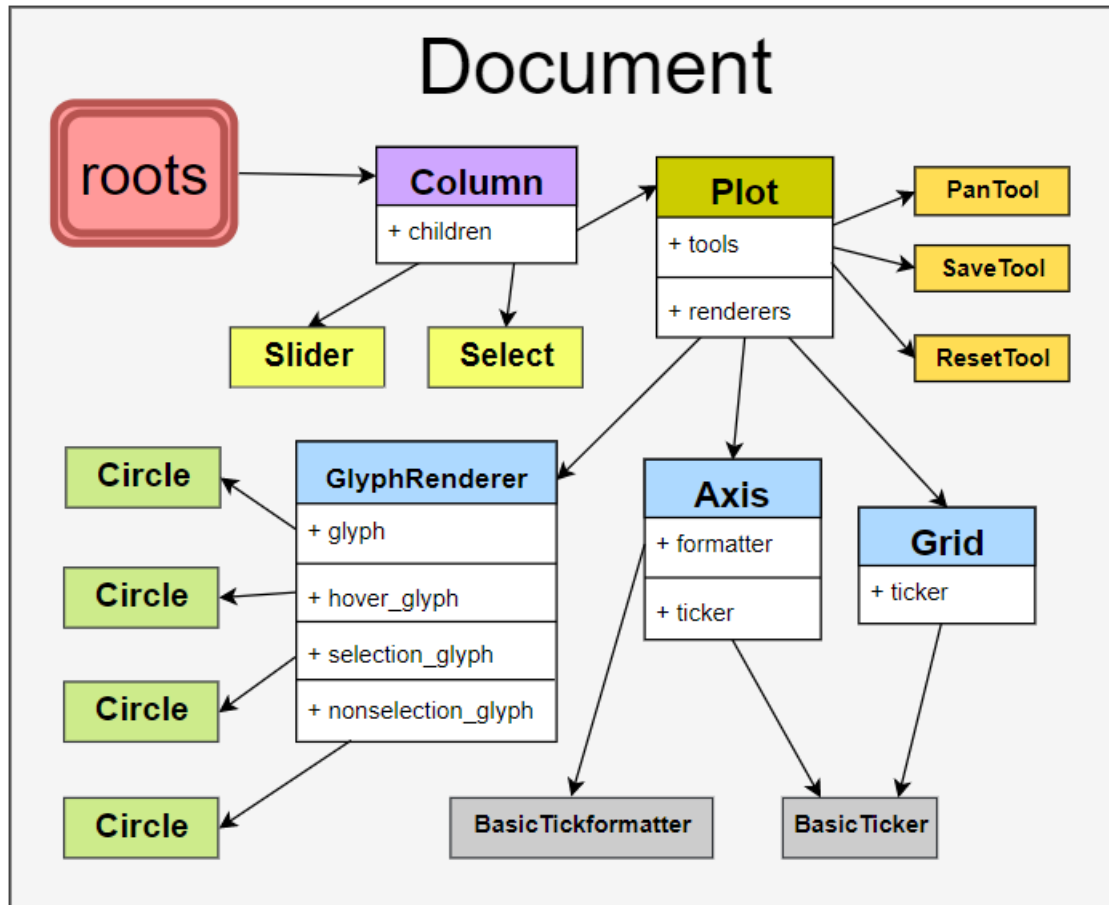 Document
roots
Column
+ children
Plot
+ tools
+ renderers
PanTool
SaveTool
ResetTool
Slider
Select
Circle
Circle
Circle
Circle
GlyphRenderer
+ glyph
+ hover_glyph
+ selection_glyph
+ nonselection_glyph
Axis
+ formatter
+ ticker
Grid
+ ticker
BasicTickformatter
BasicTicker